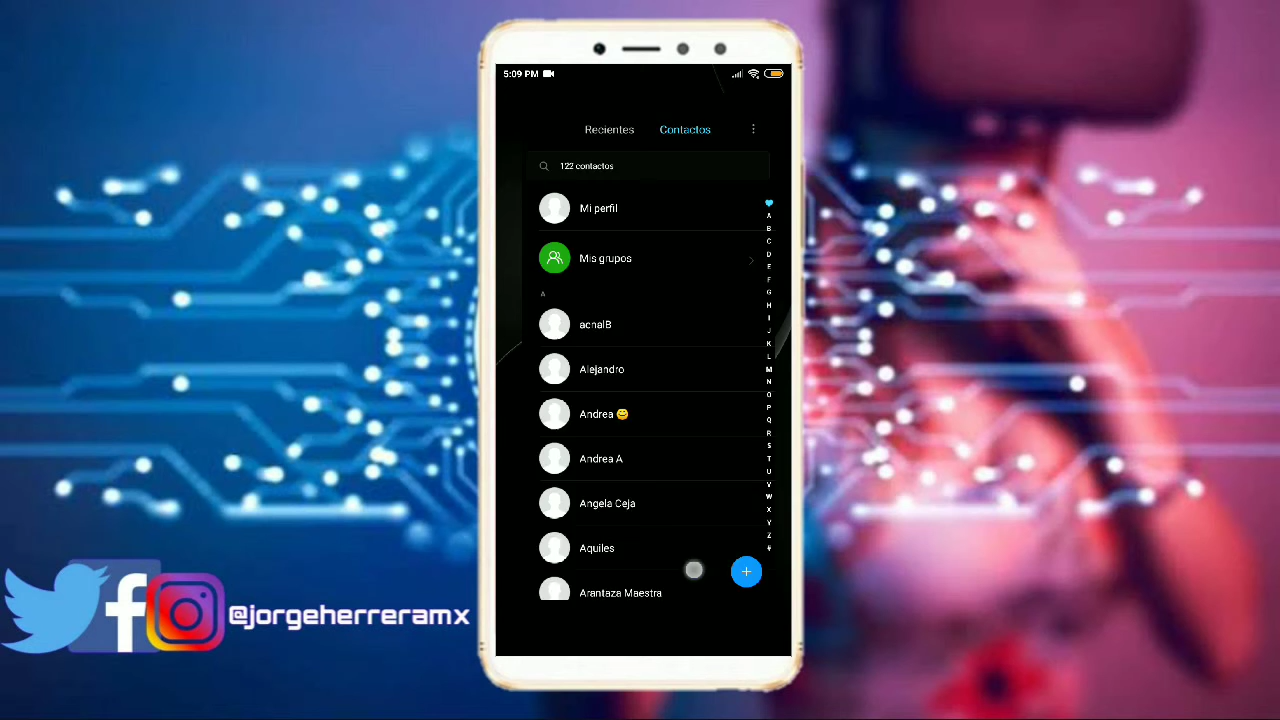 5:09 PM
Recientes Contactos
122 contactos
Mi perfil
Mis grupos
A
acnalB
Alejandro
Andrea 😊
Andrea A
Angela Ceja
Aquiles
Arantaza Maestra
A
B
C
D
E
F
G
H
I
J
K
L
M
N
O
P
Q
R
S
T
U
V
W
X
Y
Z
#
@jorgeherreramx